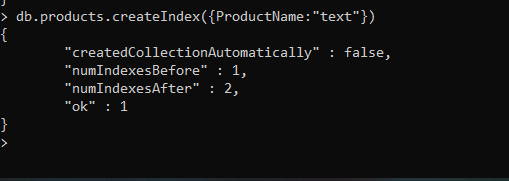 > db.products.createIndex({ProductName:"text"})
{
"createdCollectionAutomatically" : false,
"numIndexesBefore" : 1,
"numIndexesAfter" : 2,
"ok" : 1
}
>